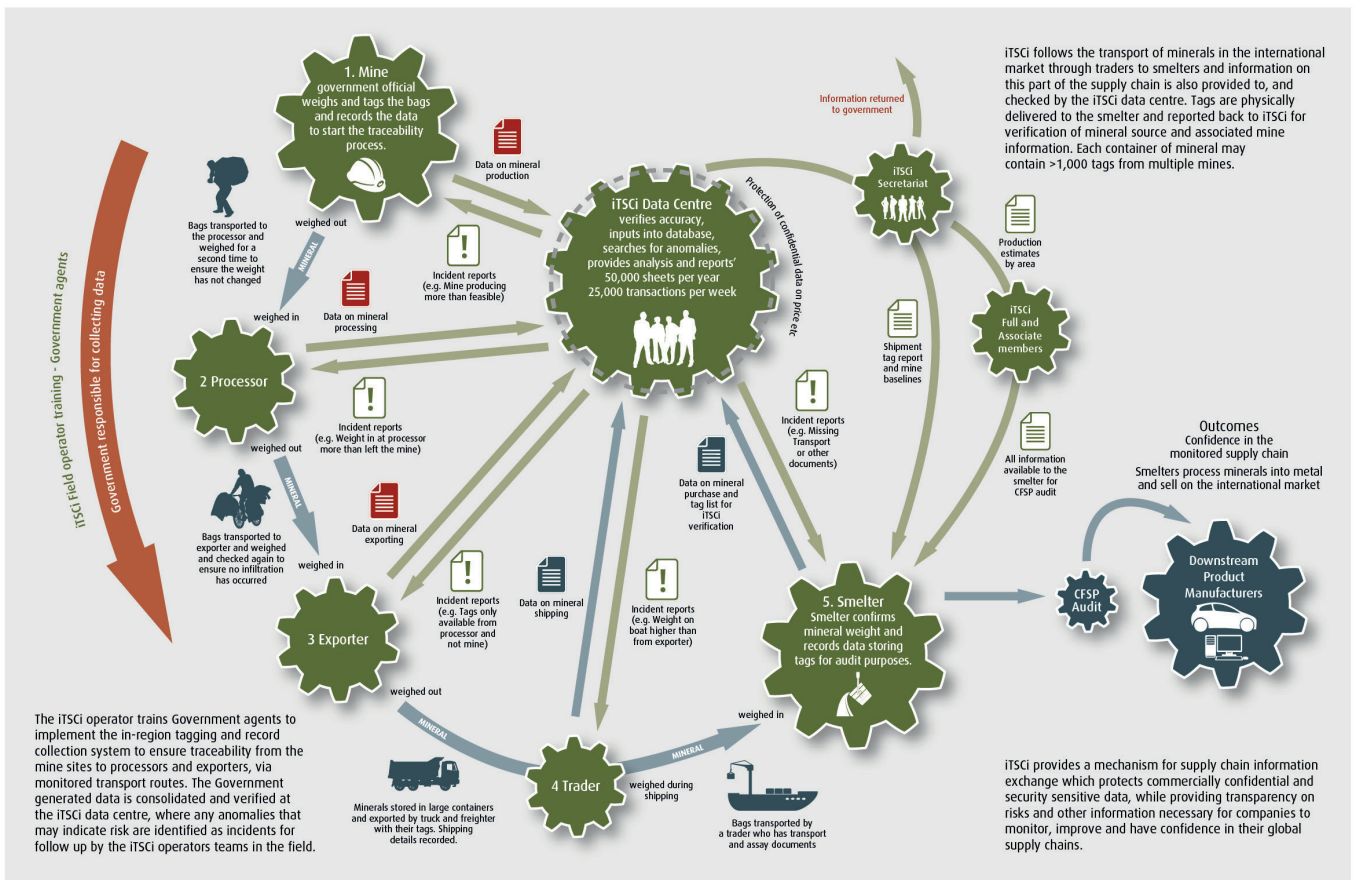 1. Mine
government official
weighs and tags the bags
and records the data
to start the traceability
process.
Data on mineral
production
Information returned
to government
iTSCi follows the transport of minerals in the international
market through traders to smelters and information on
this part of the supply chain is also provided to, and
checked by the iTSCi data centre. Tags are physically
delivered to the smelter and reported back to iTSCi for
verification of mineral source and associated mine
information. Each container of mineral may
contain >1,000 tags from multiple mines.
iTSCi
Secretariat
iTSCi Data Centre
verifies accuracy,
inputs into database,
searches for anomalies,
provides analysis and reports’
50,000 sheets per year
25,000 transactions per week
Protection of confidential data on price etc
Bags transported to
the processor and
weighed for a
second time to
ensure the weight
has not changed
weighed out
MINERAL
Incident reports
(e.g. Mine producing
more than feasible)
Production
estimates
by area
iTSCi Field operator training - Government agents
Government responsible for collecting data
weighed in
Data on mineral
processing
iTSCi
Full and
Associate
members
Shipment
tag report
and mine
baselines
2 Processor
Incident reports
(e.g. Weight in at processor
more than left the mine)
Incident reports
(e.g. Missing
Transport
or other
documents)
weighed out
MINERAL
Data on mineral
exporting
Data on mineral
purchase and
tag list for
iTSCi
verification
All information
available to the
smelter for
CFSP audit
Outcomes
Confidence in the
monitored supply chain
Smelters process minerals into metal
and sell on the international market
Bags transported to
exporter and weighed
and checked again to
ensure no infiltration
has occurred
weighed in
Incident reports
(e.g. Tags only
available from
processor and
not mine)
Data on mineral
shipping
Incident reports
(e.g. Weight on
boat higher than
from exporter)
5. Smelter
Smelter confirms
mineral weight and
records data storing
tags for audit purposes.
CFSP
Audit
Downstream
Product
Manufacturers
3 Exporter
weighed out
MINERAL
weighed in
MINERAL
4 Trader
weighed during
shipping
The iTSCi operator trains Government agents to
implement the in-region tagging and record
collection system to ensure traceability from the
mine sites to processors and exporters, via
monitored transport routes. The Government
generated data is consolidated and verified at
the iTSCi data centre, where any anomalies that
may indicate risk are identified as incidents for
follow up by the iTSCi operators teams in the field.
Minerals stored in large containers
and exported by truck and freighter
with their tags. Shipping
details recorded.
Bags transported by
a trader who has transport
and assay documents
iTSCi provides a mechanism for supply chain information
exchange which protects commercially confidential and
security sensitive data, while providing transparency on
risks and other information necessary for companies to
monitor, improve and have confidence in their global
supply chains.